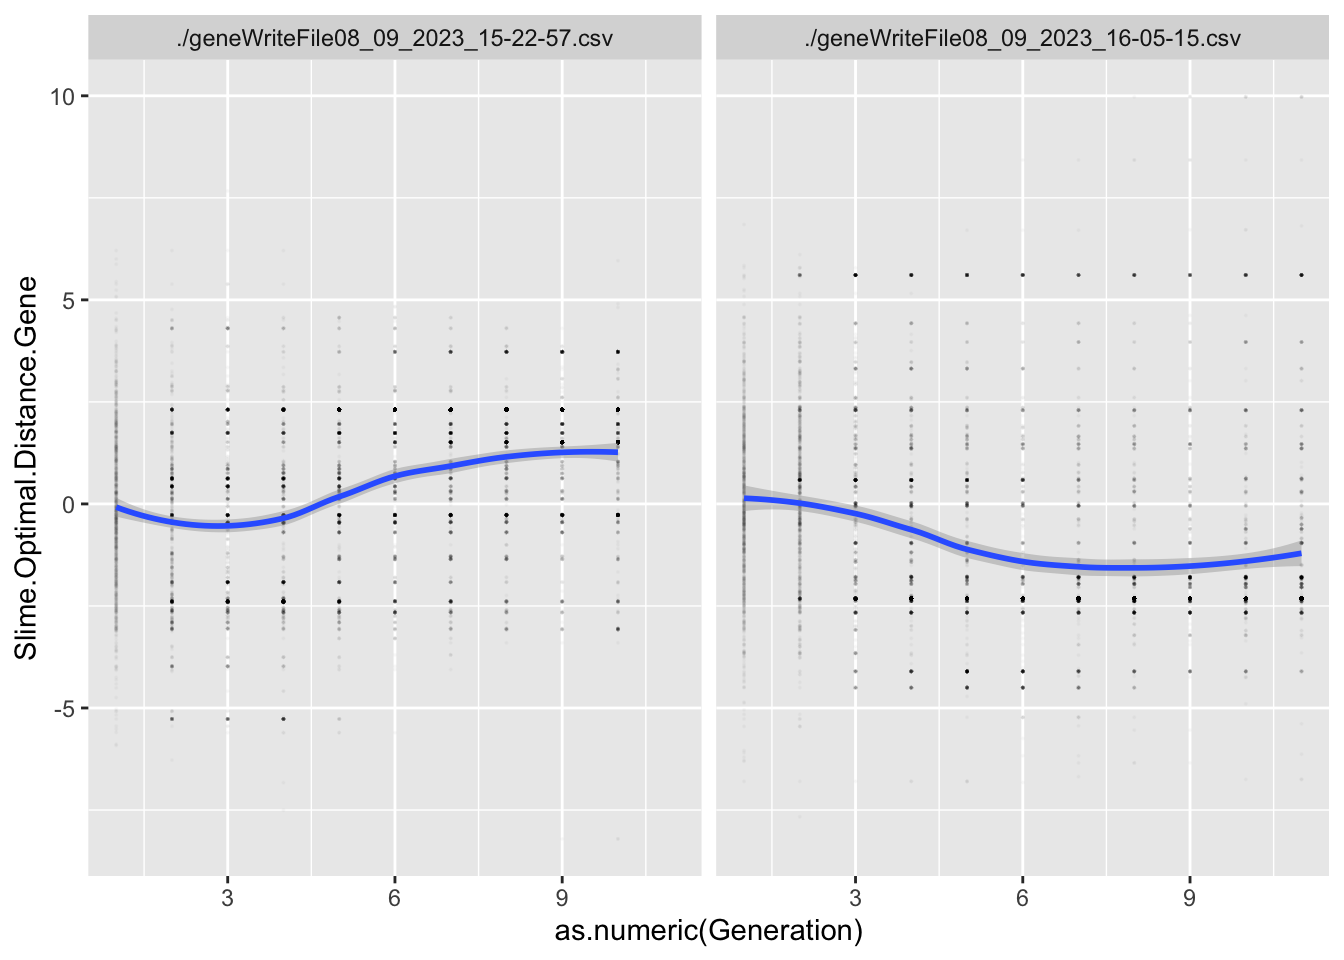 ./geneWriteFile08_09_2023_15-22-57.csv
./geneWriteFile08_09_2023_16-05-15.csv
10
5
0
-5
Slime.Optimal.Distance.Gene
3
6
9
3
6
9
as.numeric(Generation)